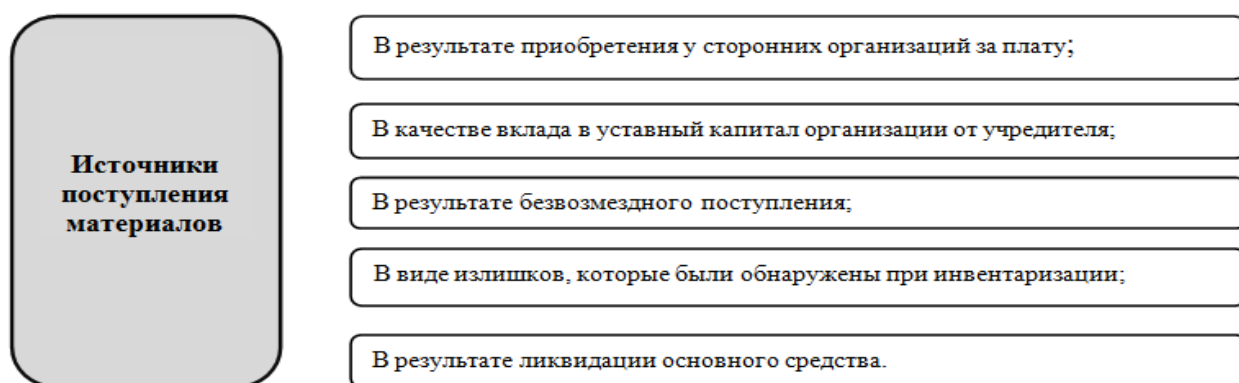 Источники
поступления
материалов
В результате приобретения у сторонних организаций за плату;
В качестве вклада в уставный капитал организации от учредителя;
В результате безвозмездного поступления;
В виде излишков, которые были обнаружены при инвентаризации;
В результате ликвидации основного средства.